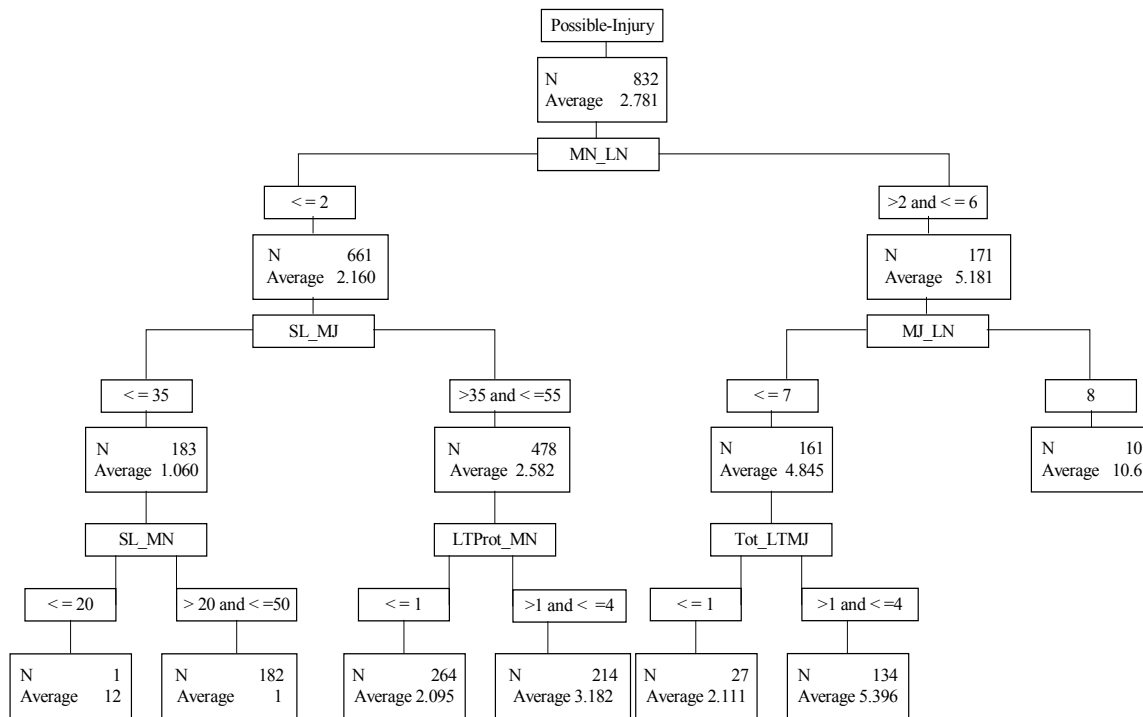 Possible-Injury
N 832
Average 2.781
MN_LN
< = 2
>2 and < = 6
N 661
Average 2.160
N 171
Average 5.181
SL_MJ
MJ_LN
< = 35
>35 and < =55
< = 7
8
N 183
Average 1.060
N 478
Average 2.582
N 161
Average 4.845
N 10
Average 10.6
SL_MN
LTProt_MN
Tot_LTMJ
< = 20
> 20 and < =50
< = 1
>1 and < =4
< = 1
>1 and < =4
N 1
Average 12
N 182
Average 1
N 264
Average 2.095
N 214
Average 3.182
N 27
Average 2.111
N 134
Average 5.396